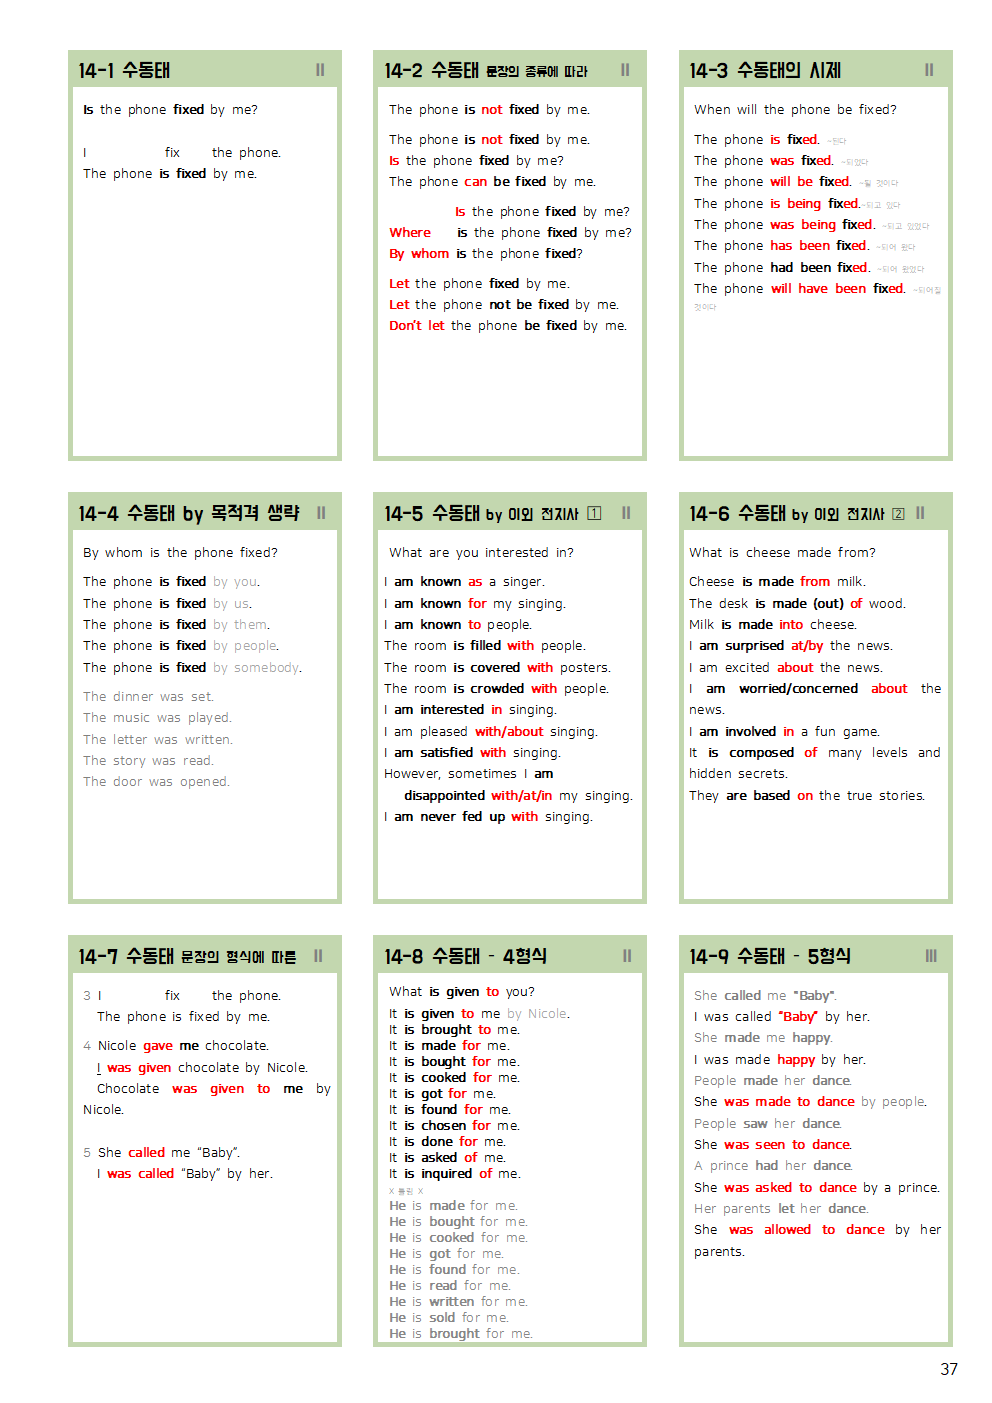 14-1 수동태 II
Is the phone fixed by me?
I fix the phone.
The phone is fixed by me.
14-2 수동태 문장의 종류에 따라 II
The phone is not fixed by me.
The phone is not fixed by me.
Is the phone fixed by me?
The phone can be fixed by me.
Is the phone fixed by me?
Where is the phone fixed by me?
By whom is the phone fixed?
Let the phone fixed by me.
Let the phone not be fixed by me.
Don't let the phone be fixed by me.
14-3 수동태의 시제 II
When will the phone be fixed?
The phone is fixed. ~된다
The phone was fixed. ~되었다
The phone will be fixed. ~될 것이다
The phone is being fixed. ~되고 있다
The phone was being fixed. ~되고 있었다
The phone has been fixed. ~되어 왔다
The phone had been fixed. ~되어 왔었다
The phone will have been fixed. ~되어질
것이다
14-4 수동태 by 목적격 생략 II
By whom is the phone fixed?
The phone is fixed by you.
The phone is fixed by us.
The phone is fixed by them.
The phone is fixed by people.
The phone is fixed by somebody.
The dinner was set.
The music was played.
The letter was written.
The story was read.
The door was opened.
14-5 수동태 by 이외 전치사 1 II
What are you interested in?
I am known as a singer.
I am known for my singing.
I am known to people.
The room is filled with people.
The room is covered with posters.
The room is crowded with people.
I am interested in singing.
I am pleased with/about singing.
I am satisfied with singing.
However, sometimes I am
disappointed with/at/in my singing.
I am never fed up with singing.
14-6 수동태 by 이외 전치사 2 II
What is cheese made from?
Cheese is made from milk.
The desk is made (out) of wood.
Milk is made into cheese.
I am surprised at/by the news.
I am excited about the news.
I am worried/concerned about the
news.
I am involved in a fun game.
It is composed of many levels and
hidden secrets.
They are based on the true stories.
14-7 수동태 문장의 형식에 따른 II
3 I fix the phone.
The phone is fixed by me.
4 Nicole gave me chocolate.
I was given chocolate by Nicole.
Chocolate was given to me by
Nicole.
5 She called me "Baby".
I was called "Baby" by her.
14-8 수동태 - 4형식 II
What is given to you?
It is given to me by Nicole.
It is brought to me.
It is made for me.
It is bought for me.
It is cooked for me.
It is got for me.
It is found for me.
It is chosen for me.
It is done for me.
It is asked of me.
It is inquired of me.
X 틀림 X
He is made for me.
He is bought for me.
He is cooked for me.
He is got for me.
He is found for me.
He is read for me.
He is written for me.
He is sold for me.
He is brought for me.
14-9 수동태 - 5형식 III
She called me "Baby".
I was called "Baby" by her.
She made me happy.
I was made happy by her.
People made her dance.
She was made to dance by people.
People saw her dance.
She was seen to dance.
A prince had her dance.
She was asked to dance by a prince.
Her parents let her dance.
She was allowed to dance by her
parents.
37